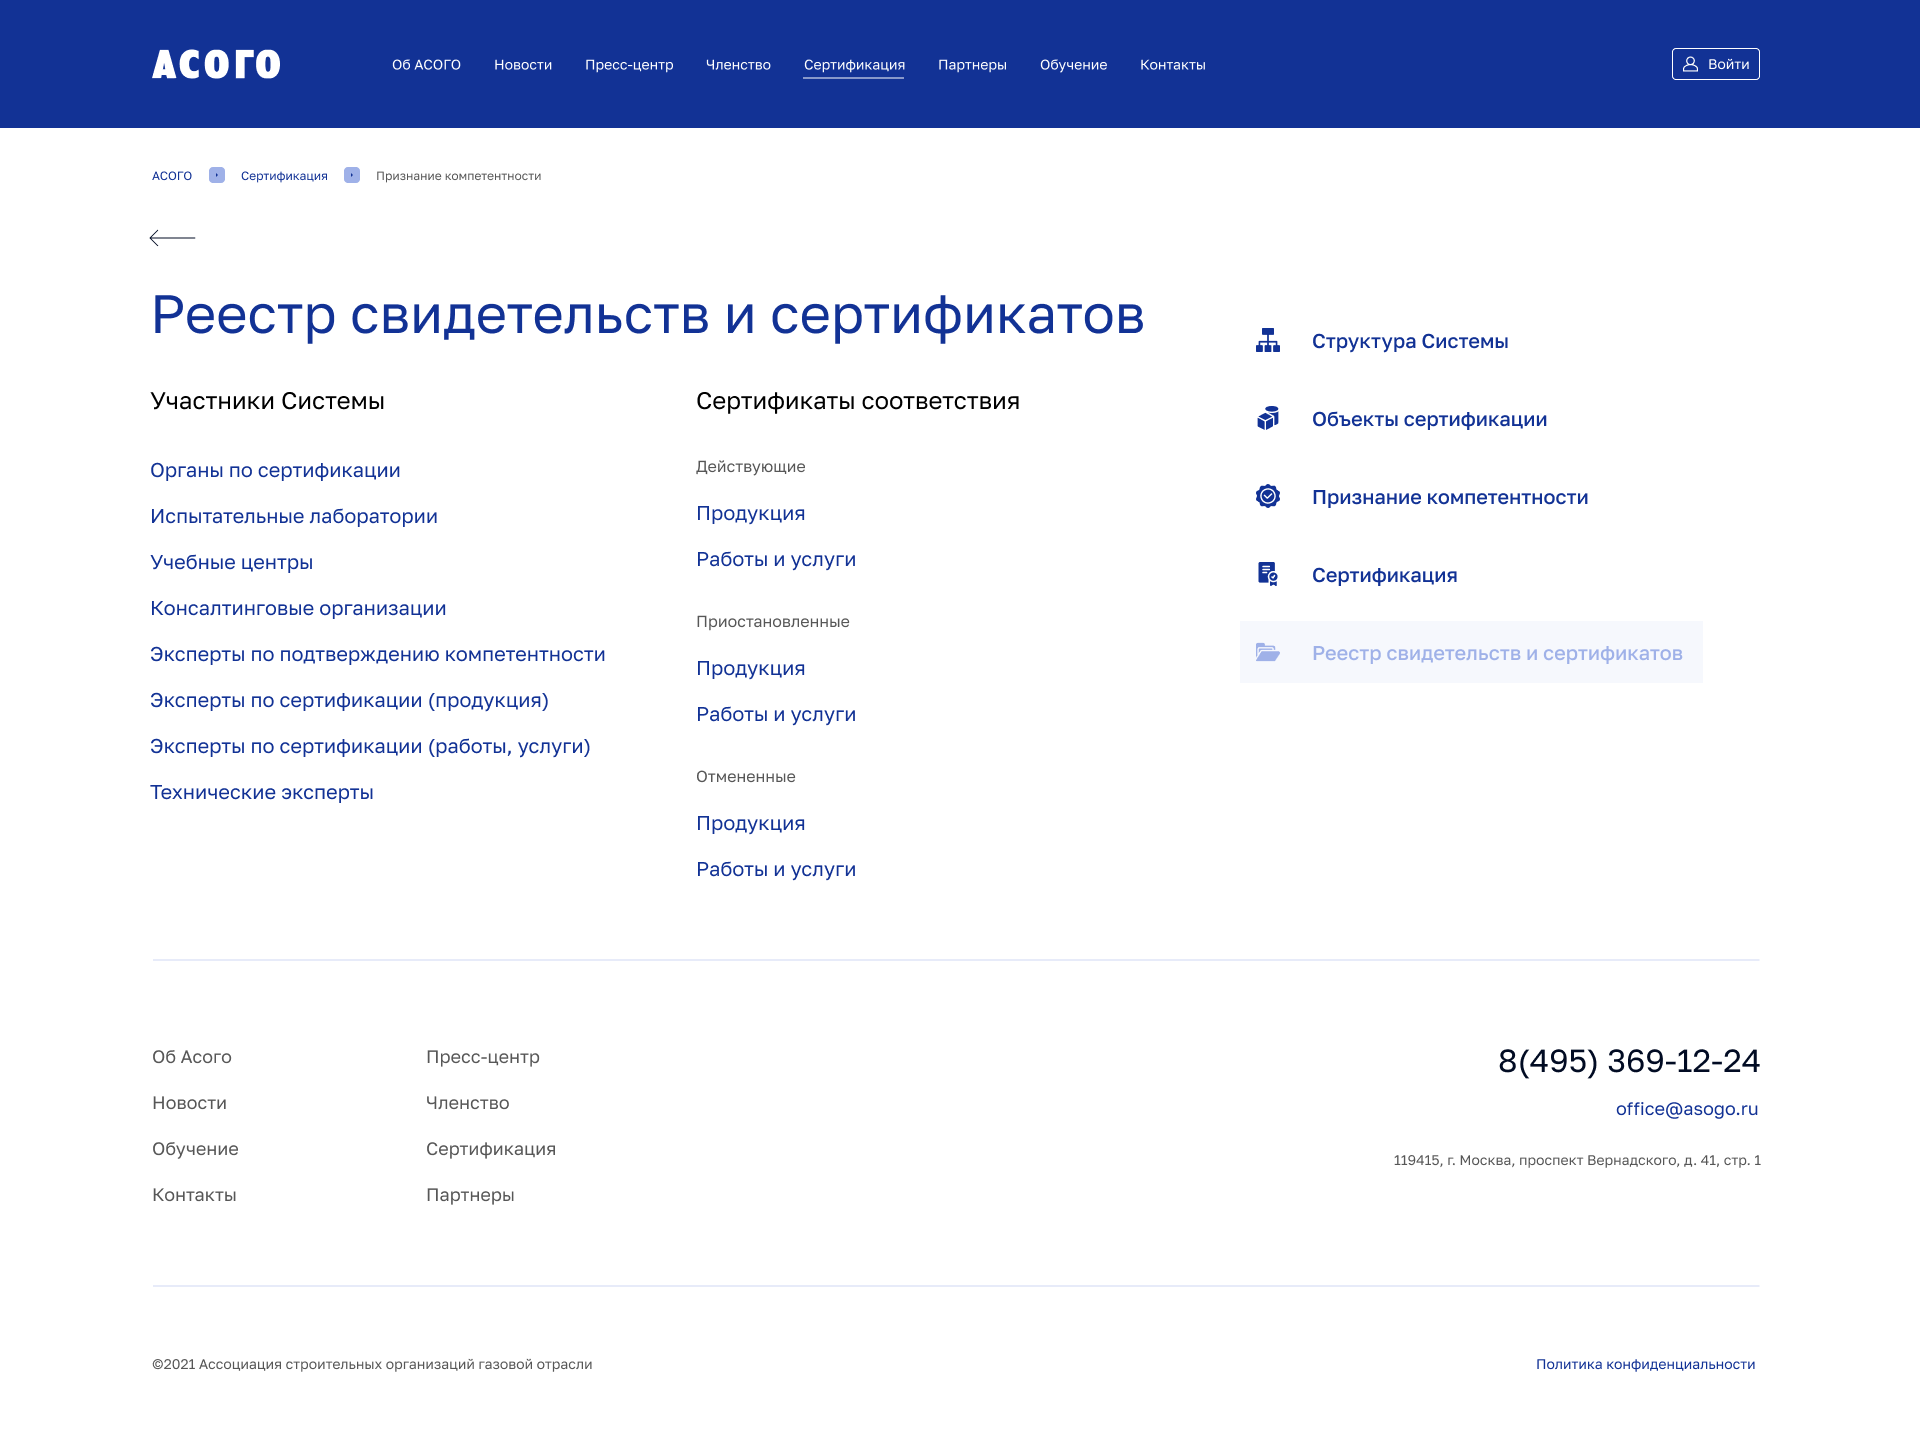 АСОГО
Об АСОГО
Новости
Пресс-центр
Членство
Сертификация
Партнеры
Обучение
Контакты
Войти
АСОГО
Сертификация
Признание компетентности
Реестр свидетельств и сертификатов
Участники Системы
Органы по сертификации
Испытательные лаборатории
Учебные центры
Консалтинговые организации
Эксперты по подтверждению компетентности
Эксперты по сертификации (продукция)
Эксперты по сертификации (работы, услуги)
Технические эксперты
Сертификаты соответствия
Действующие
Продукция
Работы и услуги
Приостановленные
Продукция
Работы и услуги
Отмененные
Продукция
Работы и услуги
Структура Системы
Объекты сертификации
Признание компетентности
Сертификация
Реестр свидетельств и сертификатов
Об Асого
Новости
Обучение
Контакты
Пресс-центр
Членство
Сертификация
Партнеры
8(495) 369-12-24
office@asogo.ru
119415, г. Москва, проспект Вернадского, д. 41, стр. 1
©2021 Ассоциация строительных организаций газовой отрасли
Политика конфиденциальности